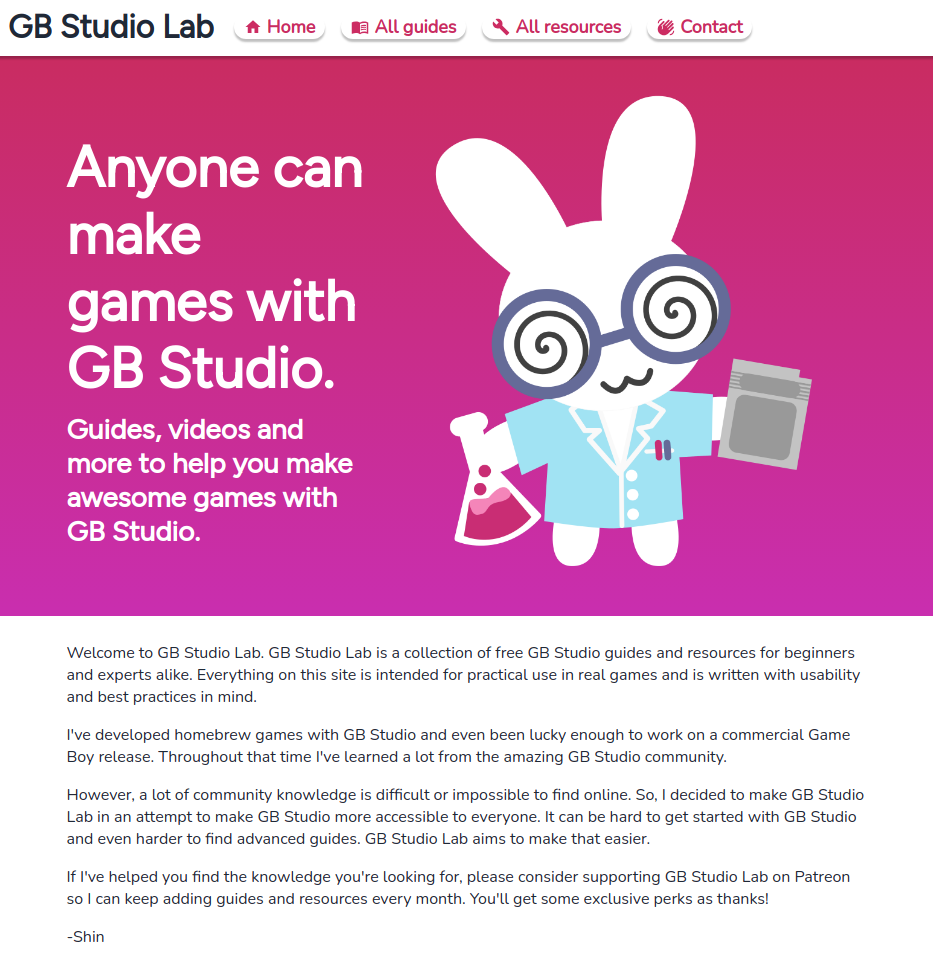 GB Studio Lab
Home
All guides
All resources
Contact
Anyone can
make
games with
GB Studio.
Guides, videos and
more to help you make
awesome games with
GB Studio.
Welcome to GB Studio Lab. GB Studio Lab is a collection of free GB Studio guides and resources for beginners
and experts alike. Everything on this site is intended for practical use in real games and is written with usability
and best practices in mind.
I've developed homebrew games with GB Studio and even been lucky enough to work on a commercial Game
Boy release. Throughout that time I've learned a lot from the amazing GB Studio community.
However, a lot of community knowledge is difficult or impossible to find online. So, I decided to make GB Studio
Lab in an attempt to make GB Studio more accessible to everyone. It can be hard to get started with GB Studio
and even harder to find advanced guides. GB Studio Lab aims to make that easier.
If I've helped you find the knowledge you're looking for, please consider supporting GB Studio Lab on Patreon
so I can keep adding guides and resources every month. You'll get some exclusive perks as thanks!
-Shin